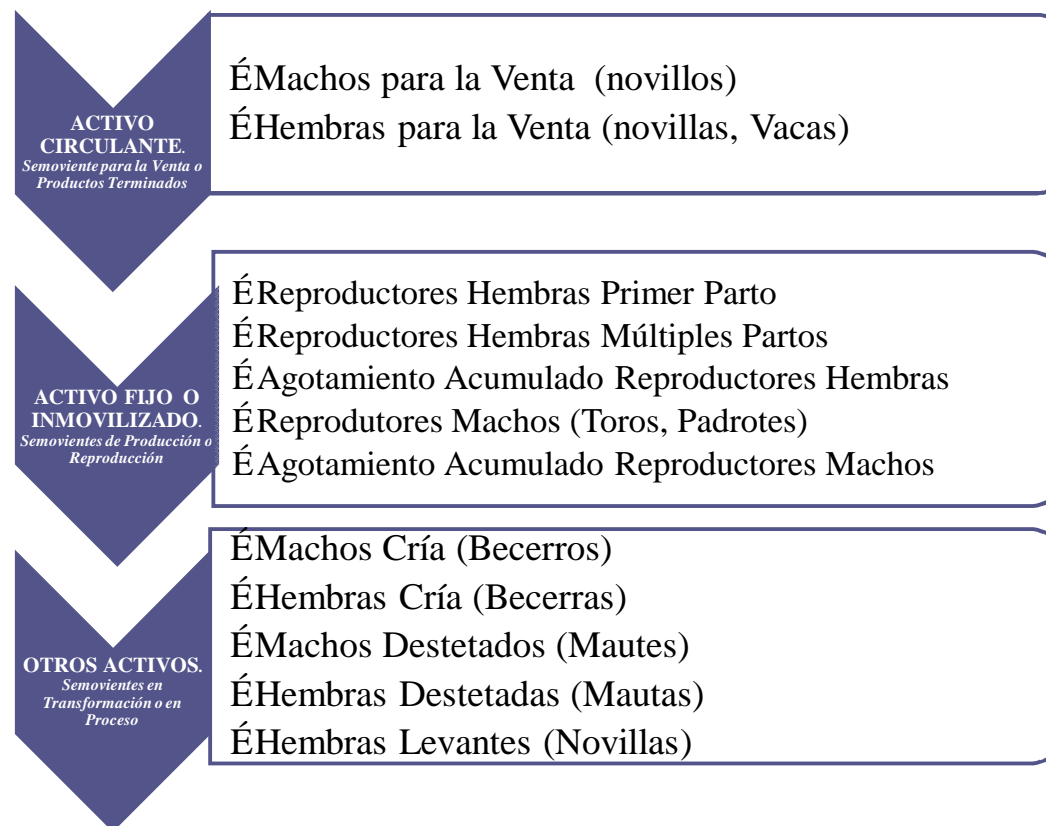 ACTIVO
CIRCULANTE.
Semoviente para la Venta o
Productos Terminados
ÉMachos para la Venta (novillos)
ÉHembras para la Venta (novillas, Vacas)
ACTIVO FIJO O
INMOVILIZADO.
Semovientes de Producción o
Reproducción
ÉReproductores Hembras Primer Parto
ÉReproductores Hembras Múltiples Partos
ÉAgotamiento Acumulado Reproductores Hembras
ÉReprodutores Machos (Toros, Padrotes)
ÉAgotamiento Acumulado Reproductores Machos
OTROS ACTIVOS.
Semovientes en
Transformación o en
Proceso
ÉMachos Cría (Becerros)
ÉHembras Cría (Becerras)
ÉMachos Destetados (Mautes)
ÉHembras Destetadas (Mautas)
ÉHembras Levantes (Novillas)